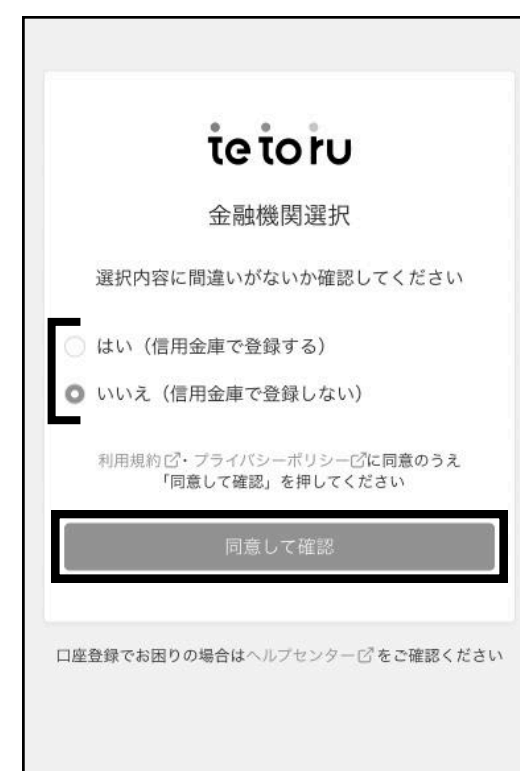 tetoru
金融機関選択
選択内容に間違いがないか確認してください
はい（信用金庫で登録する）
いいえ（信用金庫で登録しない）
利用規約・プライバシーポリシーに同意のうえ
「同意して確認」を押してください
同意して確認
口座登録でお困りの場合はヘルプセンターをご確認ください